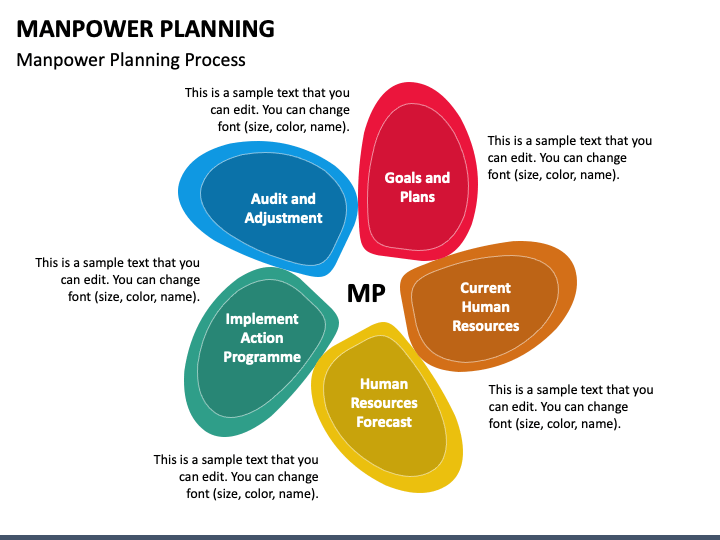 MANPOWER PLANNING
Manpower Planning Process
This is a sample text that you
can edit. You can change
font (size, color, name).
Goals and
Plans
This is a sample text that you
can edit. You can change
font (size, color, name).
Audit and
Adjustment
This is a sample text that you
can edit. You can change
font (size, color, name).
MP
Current
Human
Resources
Implement
Action
Programme
Human
Resources
Forecast
This is a sample text that you
can edit. You can change
font (size, color, name).
This is a sample text that you
can edit. You can change
font (size, color, name).